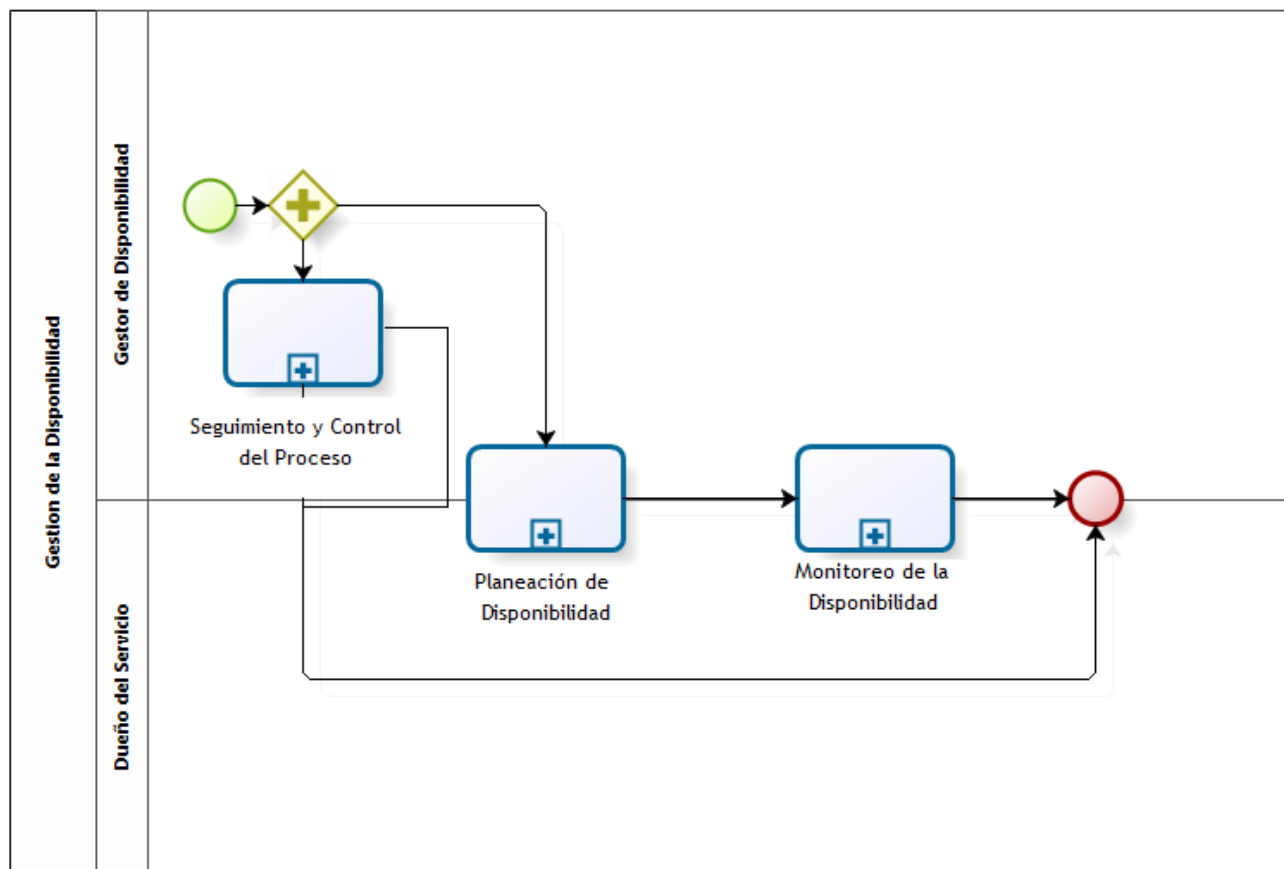 Gestion de la Disponibilidad
Gestor de Disponibilidad
Dueño del Servicio
Seguimiento y Control
del Proceso
Planeación de
Disponibilidad
Monitoreo de la
Disponibilidad